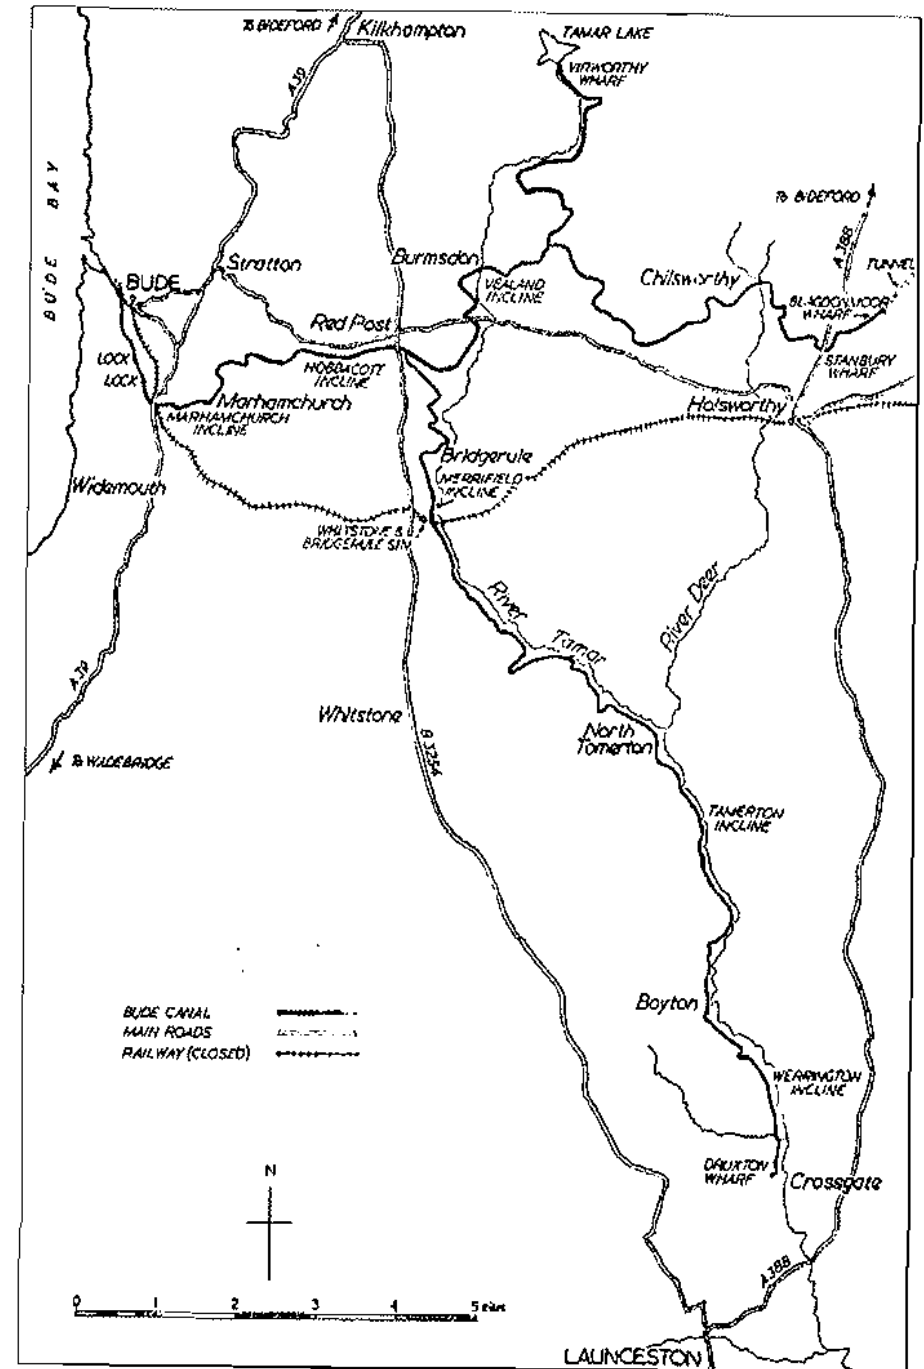 To BIDEFORD
Kilkhampton
TAMAR LAKE
VIRWORTHY
WHARF
A39
BUDE BAY
To BIDEFORD
A 388
TUNNEL
Stratton
Burmsdon
Chilsworthy
BUDE
VEALAND
INCLINE
BLAGDONMOOR
WHARF
Red Post
STANBURY
WHARF
LOCK
LOCK
HOBBACOTT
INCLINE
Marhamchurch
MARHAMCHURCH
INCLINE
Holsworthy
Bridgerule
MERRIFIELD
INCLINE
Widemouth
WHITSTONE &
BRIDGERULE STN
River
Tamar
River Deer
A39
Whitstone
B 3254
North
Tamerton
To WADEBRIDGE
TAMERTON
INCLINE
Boyton
BUDE CANAL
MAIN ROADS
RAILWAY (CLOSED)
WERRINGTON
INCLINE
DRUXTON
WHARF
Crossgate
N
A388
0 1 2 3 4 5
LAUNCESTON